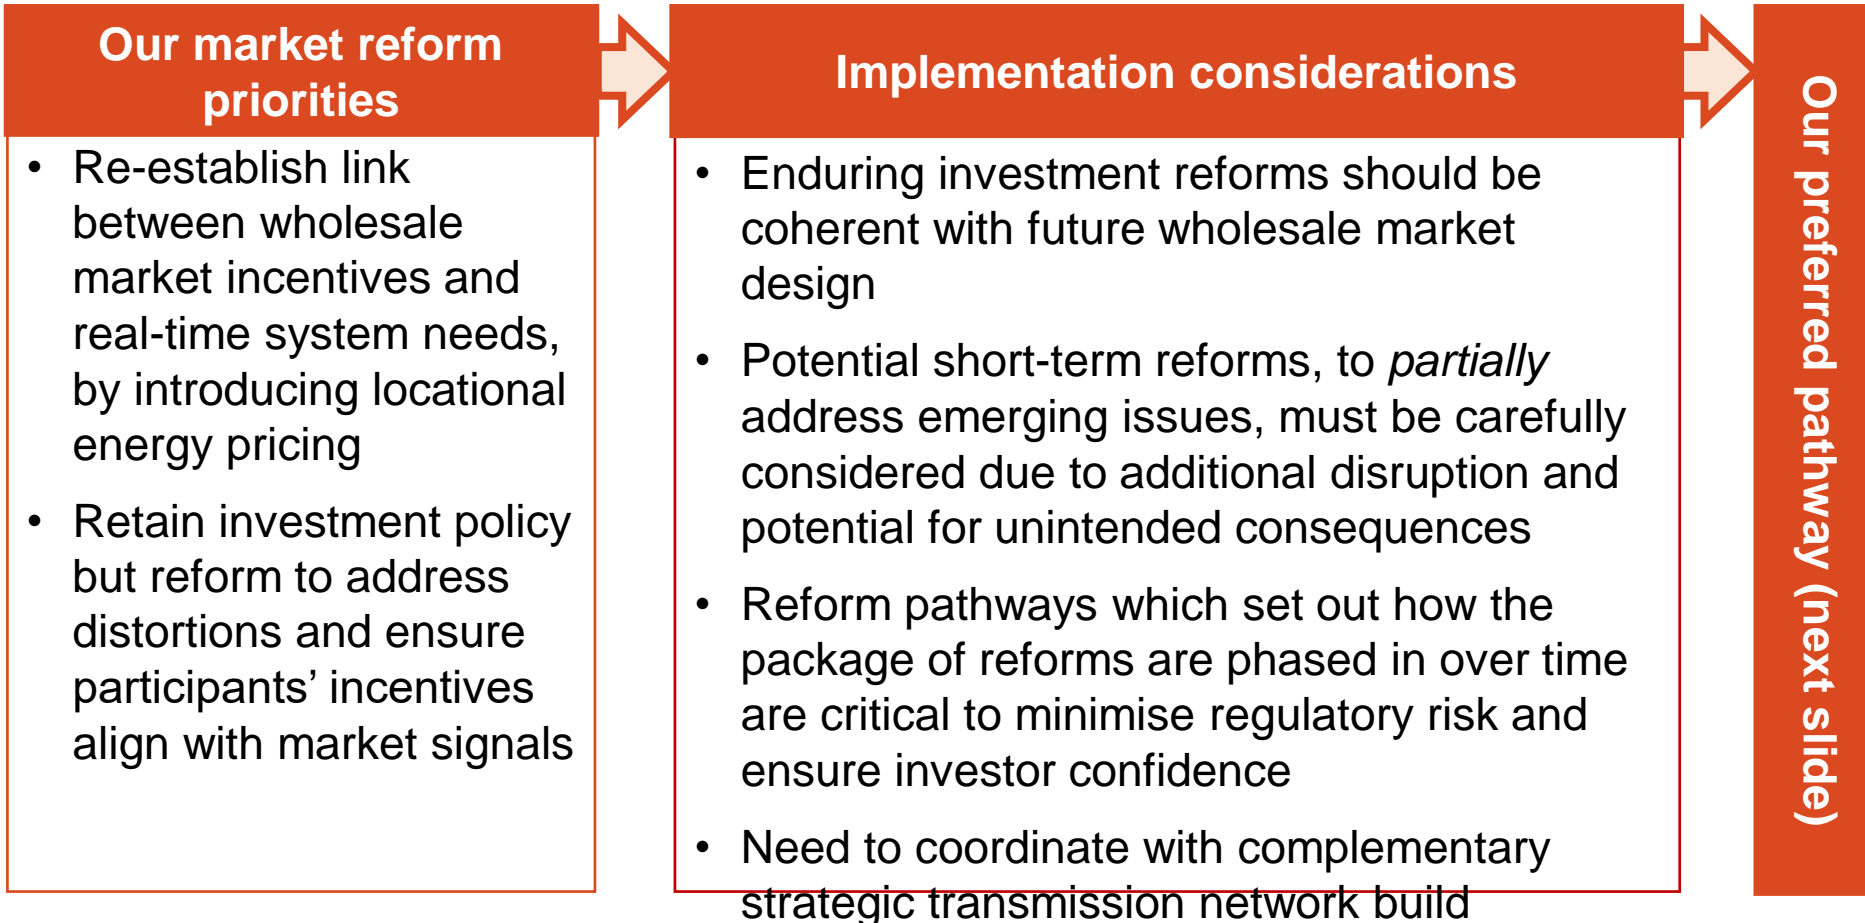 Our market reform
priorities
• Re-establish link
between wholesale
market incentives and
real-time system needs,
by introducing locational
energy pricing
• Retain investment policy
but reform to address
distortions and ensure
participants’ incentives
align with market signals
Implementation considerations
• Enduring investment reforms should be
coherent with future wholesale market
design
• Potential short-term reforms, to partially
address emerging issues, must be carefully
considered due to additional disruption and
potential for unintended consequences
• Reform pathways which set out how the
package of reforms are phased in over time
are critical to minimise regulatory risk and
ensure investor confidence
• Need to coordinate with complementary
strategic transmission network build
Our preferred pathway (next slide)